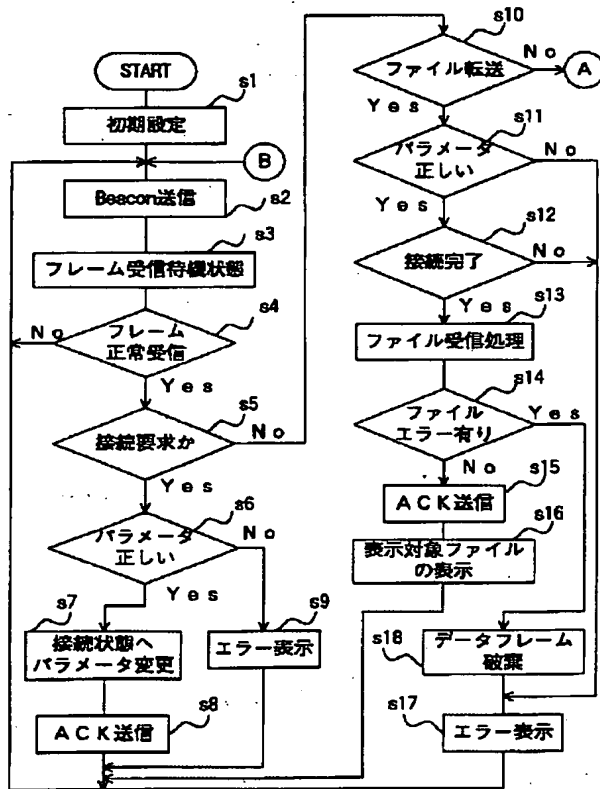 START
s1
初期設定
B
Beacon送信
s2
s3
フレーム受信待機状態
s4
No
フレーム
正常受信
Yes
s5
接続要求か
No
Yes
s6
パラメータ
正しい
No
Yes
s7
接続状態へ
パラメータ変更
s9
エラー表示
s8
ACK送信
s10
ファイル転送
No
A
Yes
s11
パラメータ
正しい
No
Yes
s12
接続完了
No
Yes
s13
ファイル受信処理
s14
ファイル
エラー有り
Yes
No
s15
ACK送信
s16
表示対象ファイル
の表示
s18
データフレーム
破棄
s17
エラー表示